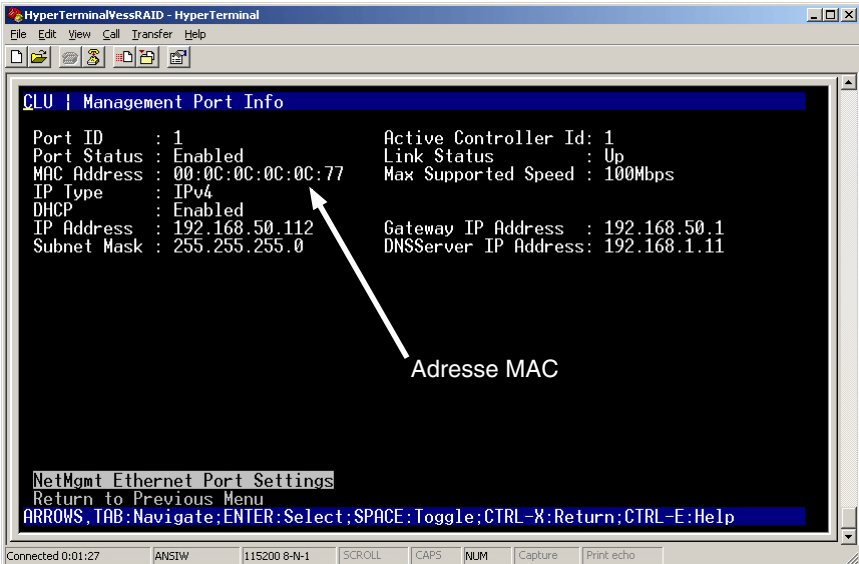 HyperTerminalVessRAID - HyperTerminal
File Edit View Call Transfer Help
CLU | Management Port Info
Port ID : 1 Active Controller Id: 1
Port Status : Enabled Link Status : Up
MAC Address : 00:0C:0C:0C:0C:77 Max Supported Speed : 100Mbps
IP Type : IPv4
DHCP : Enabled
IP Address : 192.168.50.112 Gateway IP Address : 192.168.50.1
Subnet Mask : 255.255.255.0 DNSServer IP Address: 192.168.1.11
Adresse MAC
NetMgmt Ethernet Port Settings
Return to Previous Menu
ARROWS,TAB:Navigate;ENTER:Select;SPACE:Toggle;CTRL-X:Return;CTRL-E:Help
Connected 0:01:27 ANSIW 115200 8-N-1 SCROLL CAPS NUM Capture Print echo